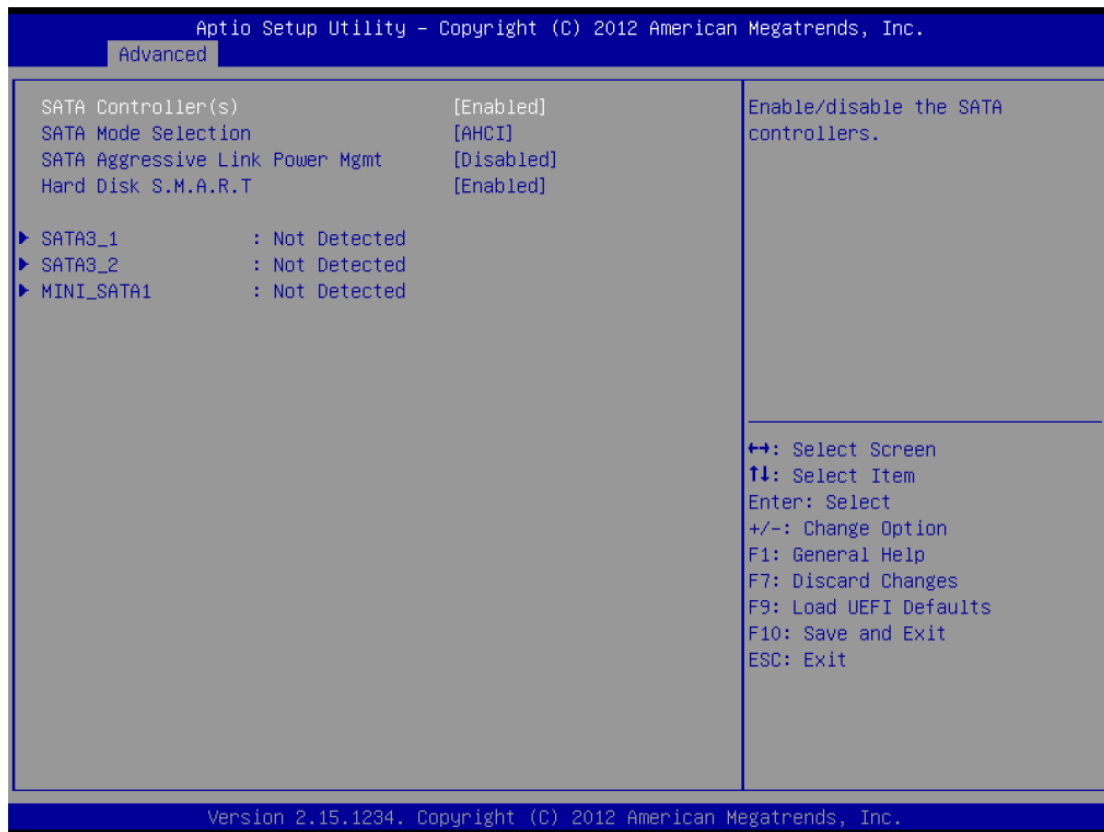 Aptio Setup Utility – Copyright (C) 2012 American Megatrends, Inc.
Advanced
SATA Controller(s) [Enabled]
SATA Mode Selection [AHCI]
SATA Aggressive Link Power Mgmt [Disabled]
Hard Disk S.M.A.R.T [Enabled]
▶ SATA3_1 : Not Detected
▶ SATA3_2 : Not Detected
▶ MINI_SATA1 : Not Detected
Enable/disable the SATA
controllers.
↔: Select Screen
↑↓: Select Item
Enter: Select
+/-: Change Option
F1: General Help
F7: Discard Changes
F9: Load UEFI Defaults
F10: Save and Exit
ESC: Exit
Version 2.15.1234. Copyright (C) 2012 American Megatrends, Inc.